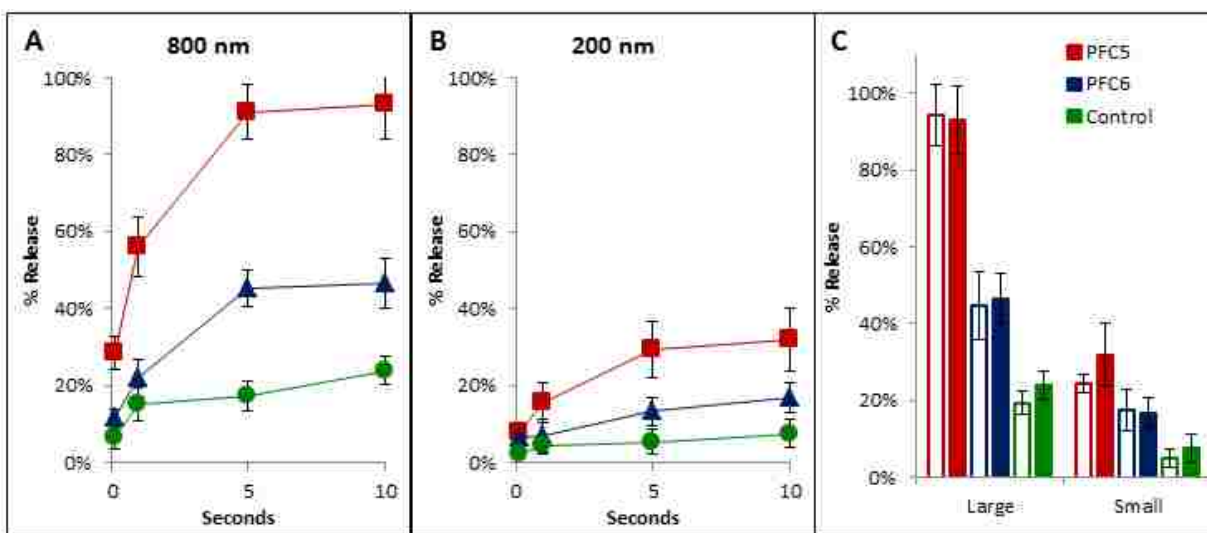 A
800 nm
% Release
100%
80%
60%
40%
20%
0%
0
5
10
Seconds
B
200 nm
% Release
100%
80%
60%
40%
20%
0%
0
5
10
Seconds
C
PFC5
PFC6
Control
% Release
100%
80%
60%
40%
20%
0%
Large
Small